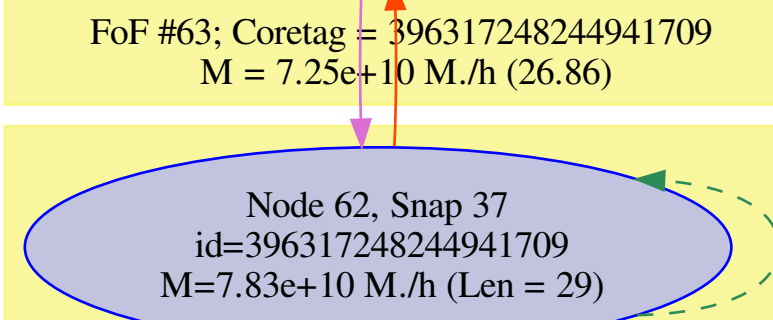 FoF #63; Coretag = 396317248244941709
M = 7.25e+10 M./h (26.86)
Node 62, Snap 37
id=396317248244941709
M=7.83e+10 M./h (Len = 29)